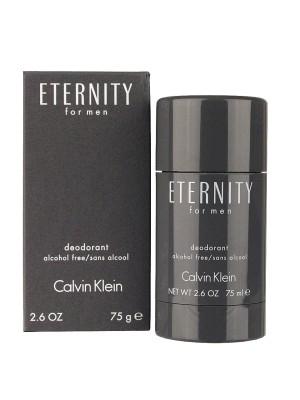 ETERNITY
for men
deodorant
alcohol free/sans alcool
Calvin Klein
2.6 OZ 75 g e
ETERNITY
for men
deodorant
alcohol free/sans alcool
Calvin Klein
NET WT 2.6 OZ 75 ml e